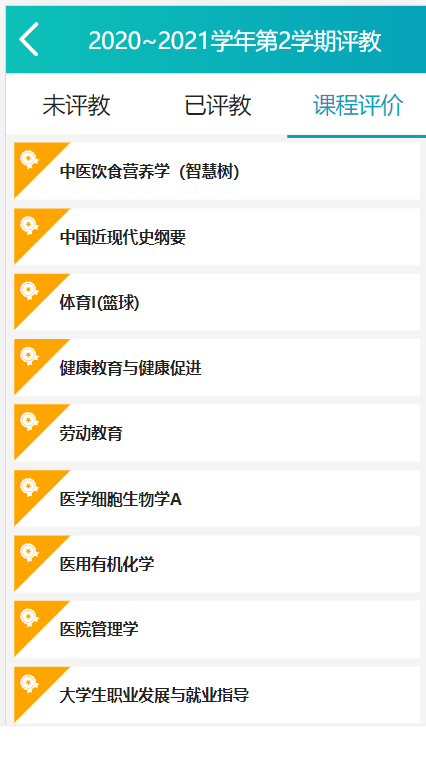 2020~2021学年第2学期评教
未评教 已评教 课程评价
中医饮食营养学（智慧树）
中国近现代史纲要
体育I(篮球)
健康教育与健康促进
劳动教育
医学细胞生物学A
医用有机化学
医院管理学
大学生职业发展与就业指导